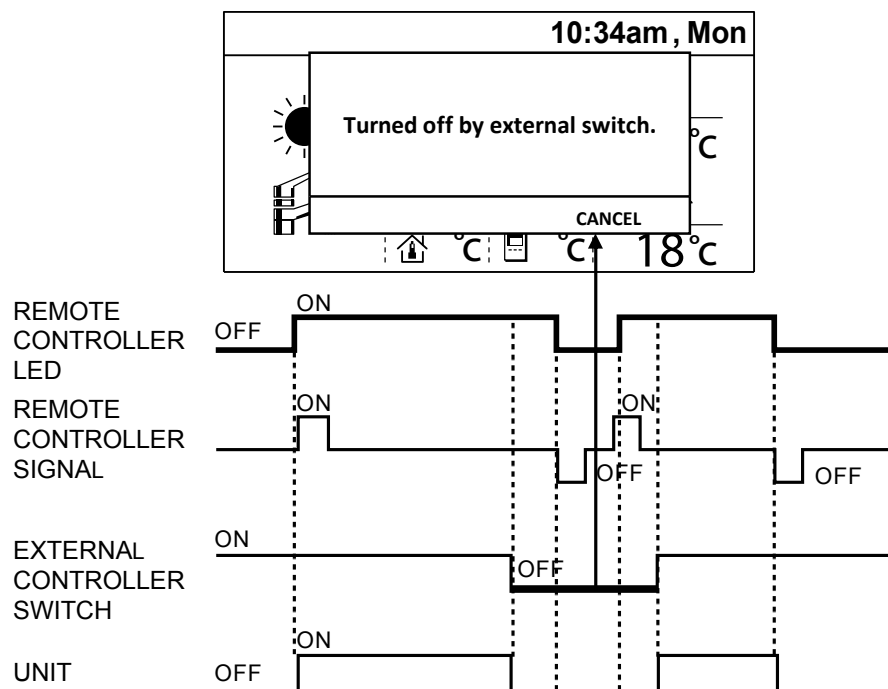 10:34am , Mon
Turned off by external switch.
°c
CANCEL
°c
°c
18°c
REMOTE
CONTROLLER
LED
OFF
ON
REMOTE
CONTROLLER
SIGNAL
ON
OFF
ON
OFF
EXTERNAL
CONTROLLER
SWITCH
ON
OFF
UNIT
OFF
ON